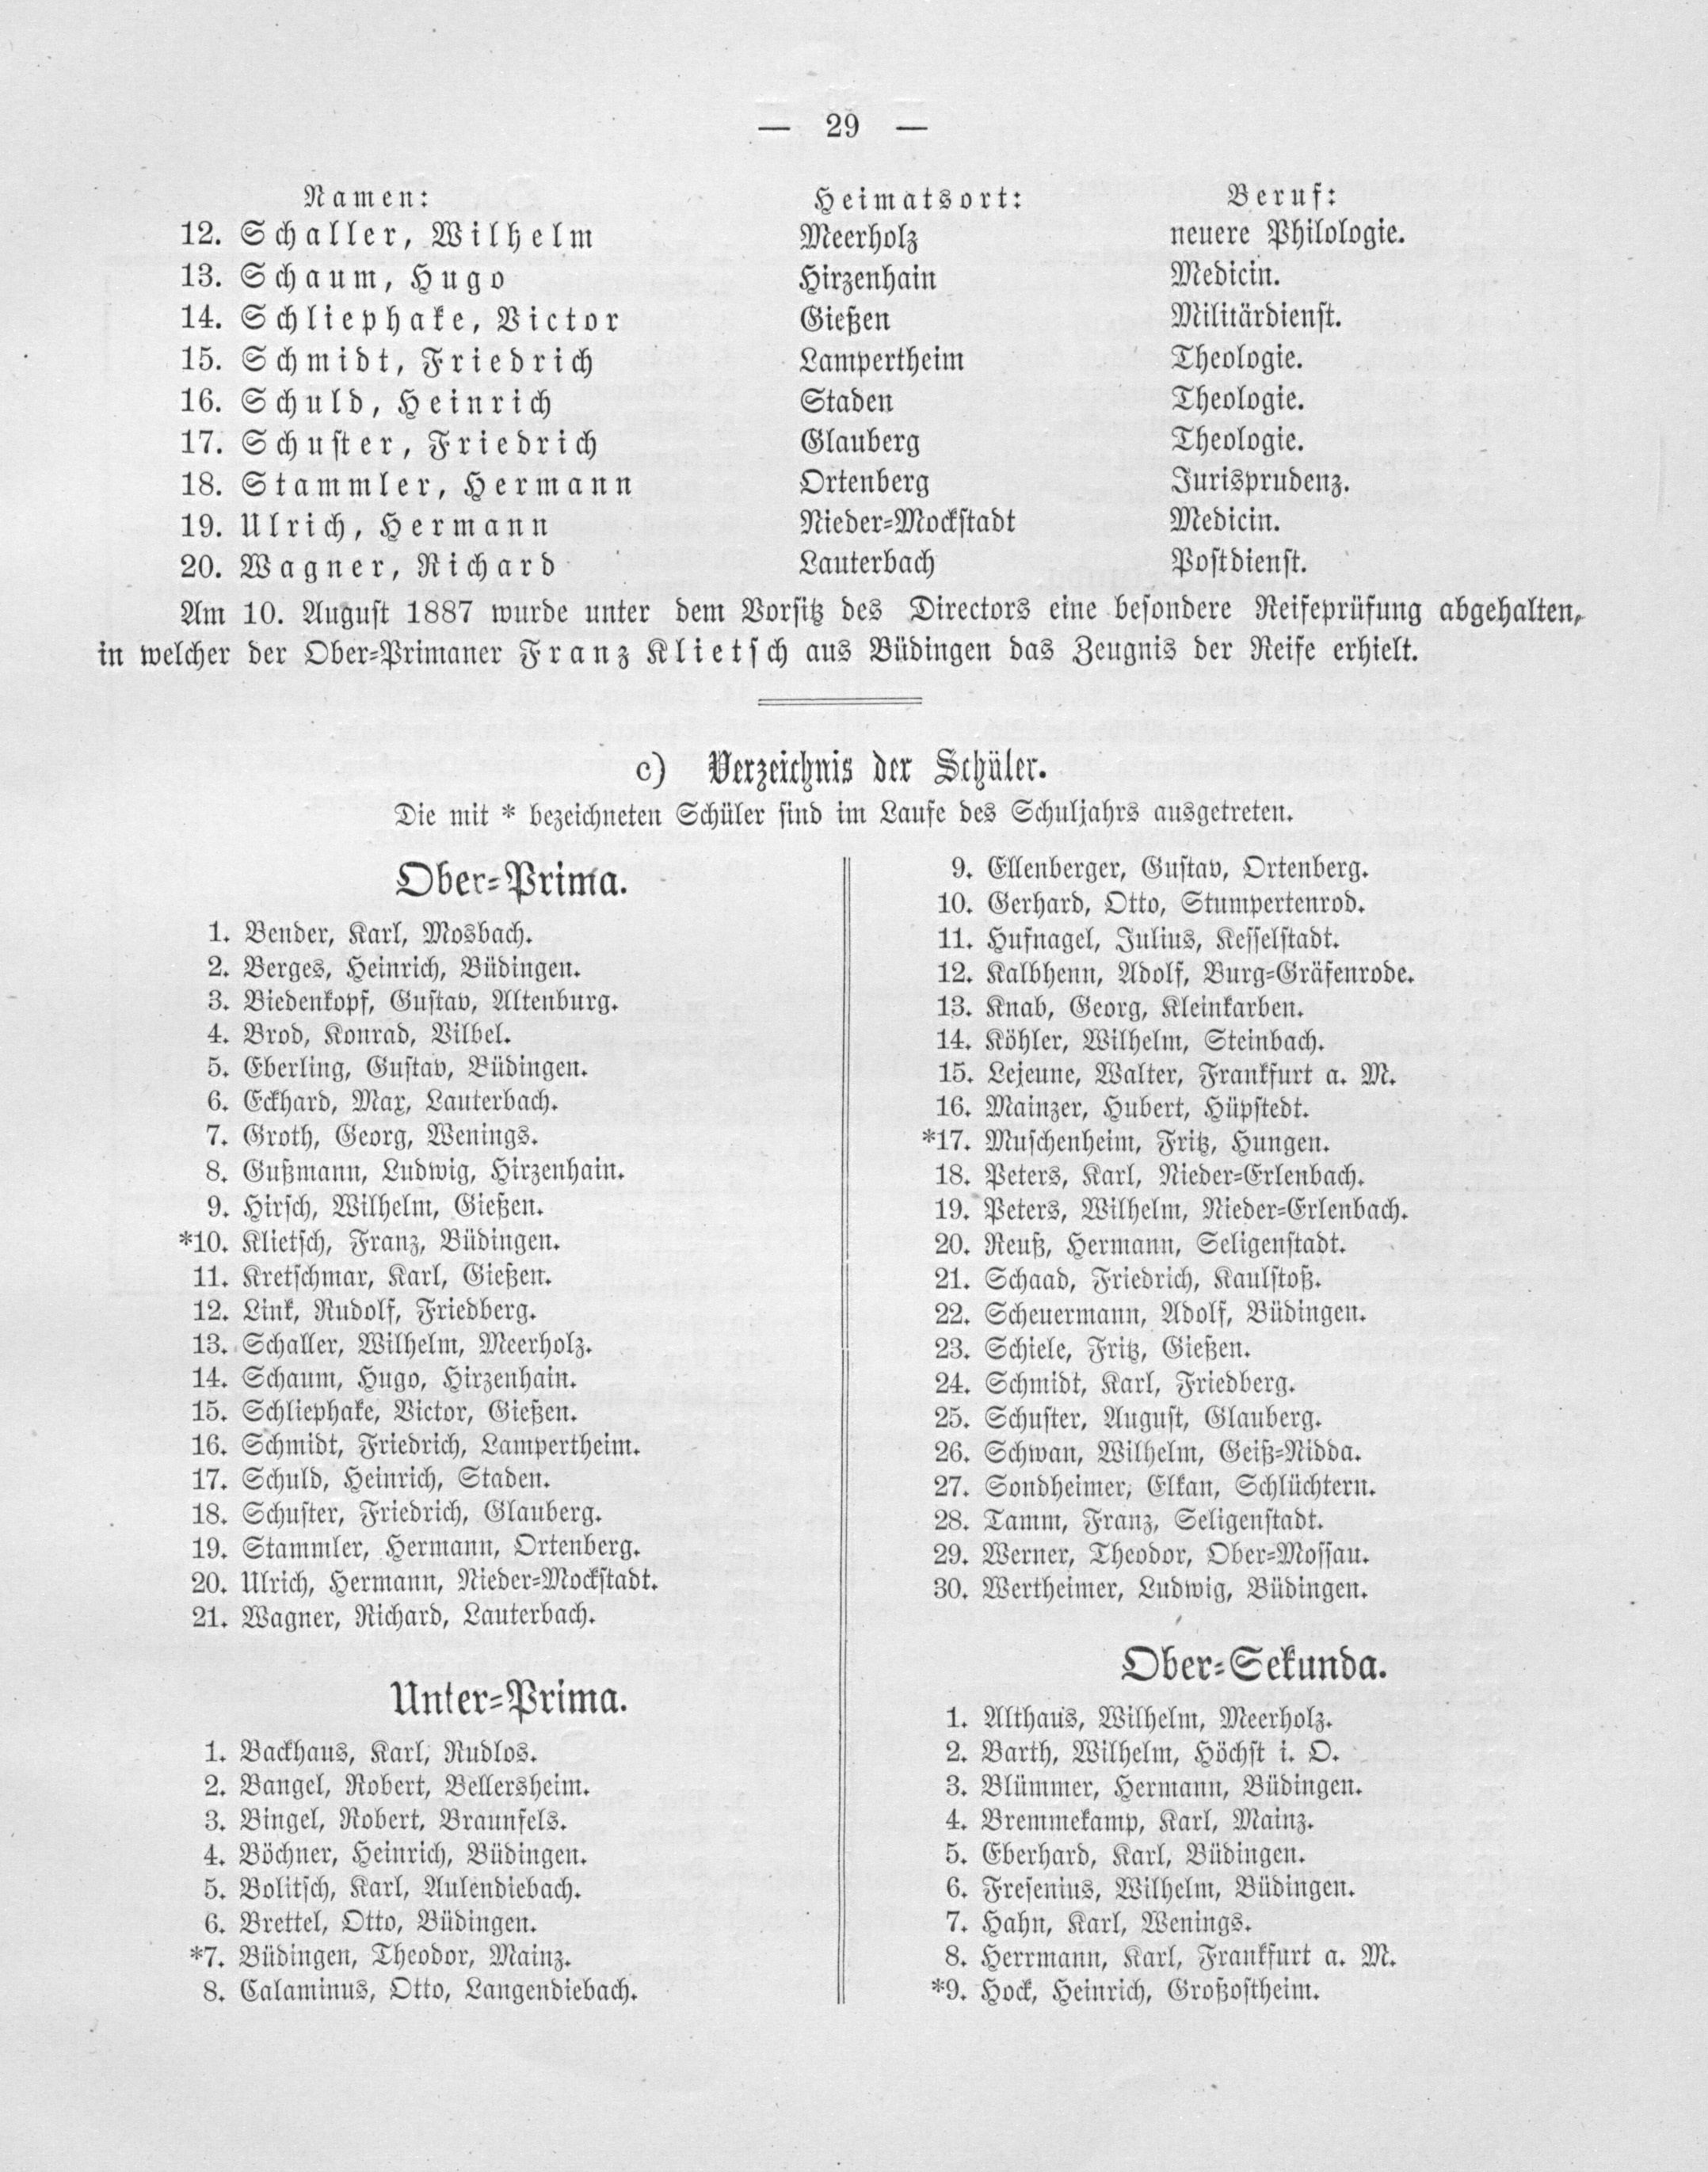 — 29 —
Namen: Heimatsort: Beruf:
12. Schaller, Wilhelm Meerholz neuere Philologie.
13. Schaum, Hugo Hirzenhain Medicin.
14. Schliephake, Victor Gießen Militärdienst.
15. Schmidt, Friedrich Lampertheim Theologie.
16. Schuld, Heinrich Staden Theologie.
17. Schuster, Friedrich Glauberg Theologie.
18. Stammler, Hermann Ortenberg Jurisprudenz.
19. Ulrich, Hermann Nieder-Mockstadt Medicin.
20. Wagner, Richard Lauterbach Postdienst.
Am 10. August 1887 wurde unter dem Vorsitz des Directors eine besondere Reifeprüfung abgehalten,
in welcher der Ober-Primaner Franz Klietsch aus Büdingen das Zeugnis der Reife erhielt.
c) Verzeichnis der Schüler.
Die mit * bezeichneten Schüler sind im Laufe des Schuljahrs ausgetreten.
Ober-Prima.
1. Bender, Karl, Mosbach.
2. Berges, Heinrich, Büdingen.
3. Biedenkopf, Gustav, Altenburg.
4. Brod, Konrad, Vilbel.
5. Eberling, Gustav, Büdingen.
6. Eckhard, Max, Lauterbach.
7. Groth, Georg, Wenings.
8. Gußmann, Ludwig, Hirzenhain.
9. Hirsch, Wilhelm, Gießen.
*10. Klietsch, Franz, Büdingen.
11. Kretschmar, Karl, Gießen.
12. Link, Rudolf, Friedberg.
13. Schaller, Wilhelm, Meerholz.
14. Schaum, Hugo, Hirzenhain.
15. Schliephake, Victor, Gießen.
16. Schmidt, Friedrich, Lampertheim.
17. Schuld, Heinrich, Staden.
18. Schuster, Friedrich, Glauberg.
19. Stammler, Hermann, Ortenberg.
20. Ulrich, Hermann, Nieder-Mockstadt.
21. Wagner, Richard, Lauterbach.
Unter-Prima.
1. Backhaus, Karl, Rudlos.
2. Bangel, Robert, Bellersheim.
3. Bingel, Robert, Braunfels.
4. Böchner, Heinrich, Büdingen.
5. Bolitsch, Karl, Aulendiebach.
6. Brettel, Otto, Büdingen.
*7. Büdingen, Theodor, Mainz.
8. Calaminus, Otto, Langendiebach.
9. Ellenberger, Gustav, Ortenberg.
10. Gerhard, Otto, Stumpertenrod.
11. Hufnagel, Julius, Kesselstadt.
12. Kalbhenn, Adolf, Burg-Gräfenrode.
13. Knab, Georg, Kleinkarben.
14. Köhler, Wilhelm, Steinbach.
15. Lejeune, Walter, Frankfurt a. M.
16. Mainzer, Hubert, Hüpstedt.
*17. Muschenheim, Fritz, Hungen.
18. Peters, Karl, Nieder-Erlenbach.
19. Peters, Wilhelm, Nieder-Erlenbach.
20. Reuß, Hermann, Seligenstadt.
21. Schaad, Friedrich, Kaulstoß.
22. Scheuermann, Adolf, Büdingen.
23. Schiele, Fritz, Gießen.
24. Schmidt, Karl, Friedberg.
25. Schuster, August, Glauberg.
26. Schwan, Wilhelm, Geiß-Nidda.
27. Sondheimer, Elkan, Schlüchtern.
28. Tamm, Franz, Seligenstadt.
29. Werner, Theodor, Ober-Mossau.
30. Wertheimer, Ludwig, Büdingen.
Ober-Sekunda.
1. Althaus, Wilhelm, Meerholz.
2. Barth, Wilhelm, Höchst i. O.
3. Blümmer, Hermann, Büdingen.
4. Bremmekamp, Karl, Mainz.
5. Eberhard, Karl, Büdingen.
6. Fresenius, Wilhelm, Büdingen.
7. Hahn, Karl, Wenings.
8. Herrmann, Karl, Frankfurt a. M.
*9. Hock, Heinrich, Großostheim.